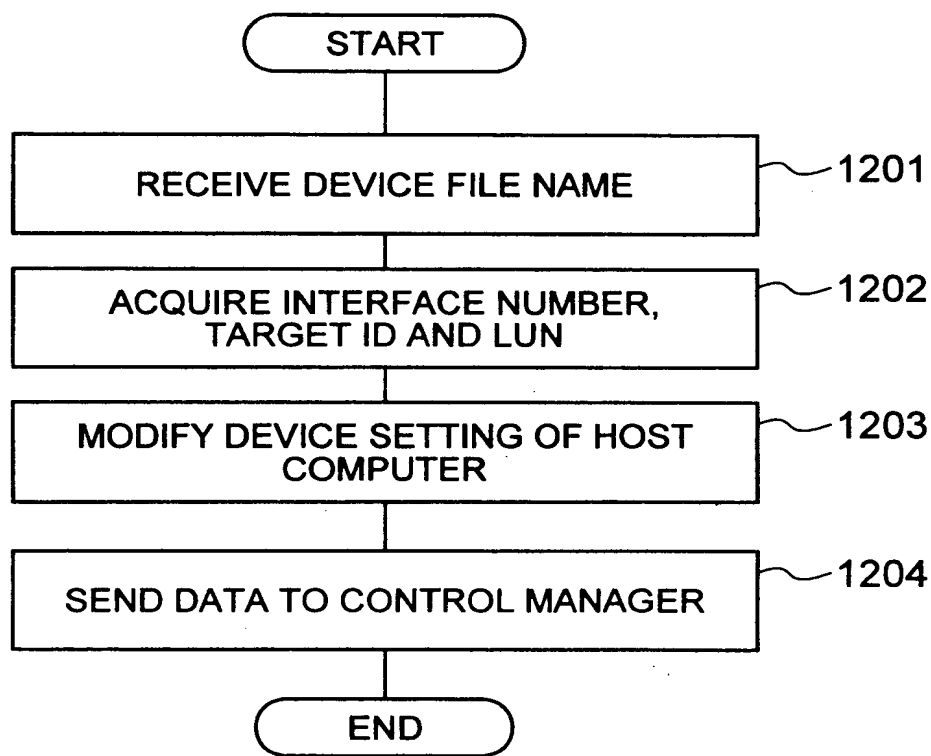 START
RECEIVE DEVICE FILE NAME
1201
ACQUIRE INTERFACE NUMBER,
TARGET ID AND LUN
1202
MODIFY DEVICE SETTING OF HOST
COMPUTER
1203
SEND DATA TO CONTROL MANAGER
1204
END